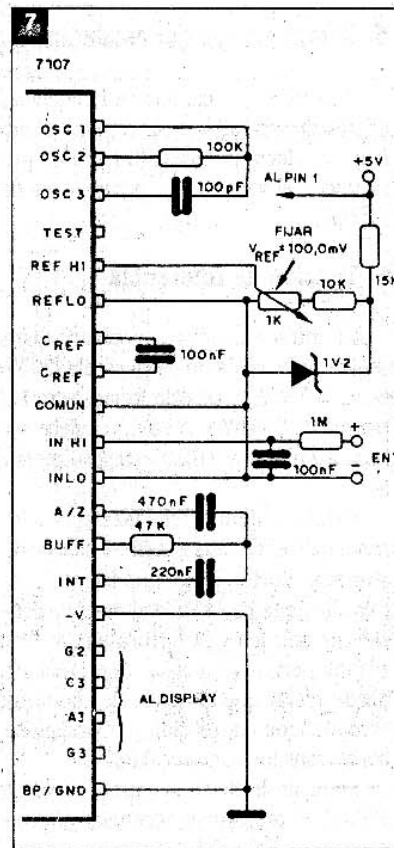 7
7107
OSC 1
OSC 2
OSC 3
TEST
REF HI
REFLO
CREF
CREF
COMUN
IN HI
INLO
A/Z
BUFF
INT
-V
G2
C3
A3
G3
BP/GND
100K
100pF
AL PIN 1
+5V
FIJAR
VREF=100,0mV
1K
10K
15K
100nF
1V2
1M
+
100nF
-
ENT
470nF
47K
220nF
AL DISPLAY